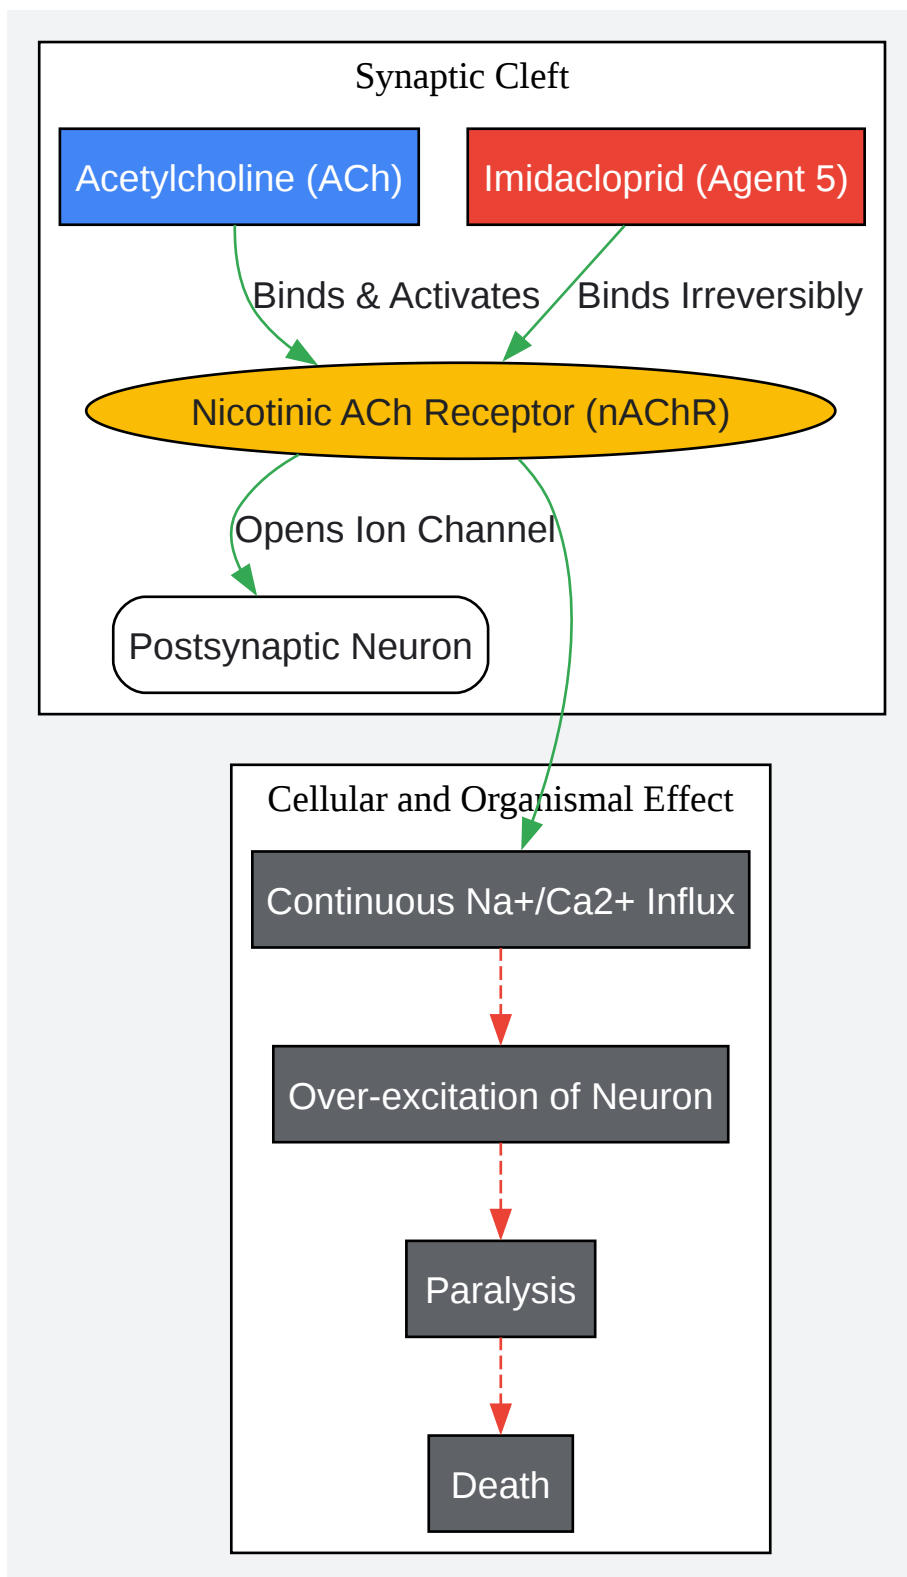 Synaptic Cleft
Acetylcholine (ACh)
Imidacloprid (Agent 5)
Binds & Activates
Binds Irreversibly
Nicotinic ACh Receptor (nAChR)
Opens Ion Channel
Postsynaptic Neuron
Cellular and Organismal Effect
Continuous Na+/Ca2+ Influx
Over-excitation of Neuron
Paralysis
Death